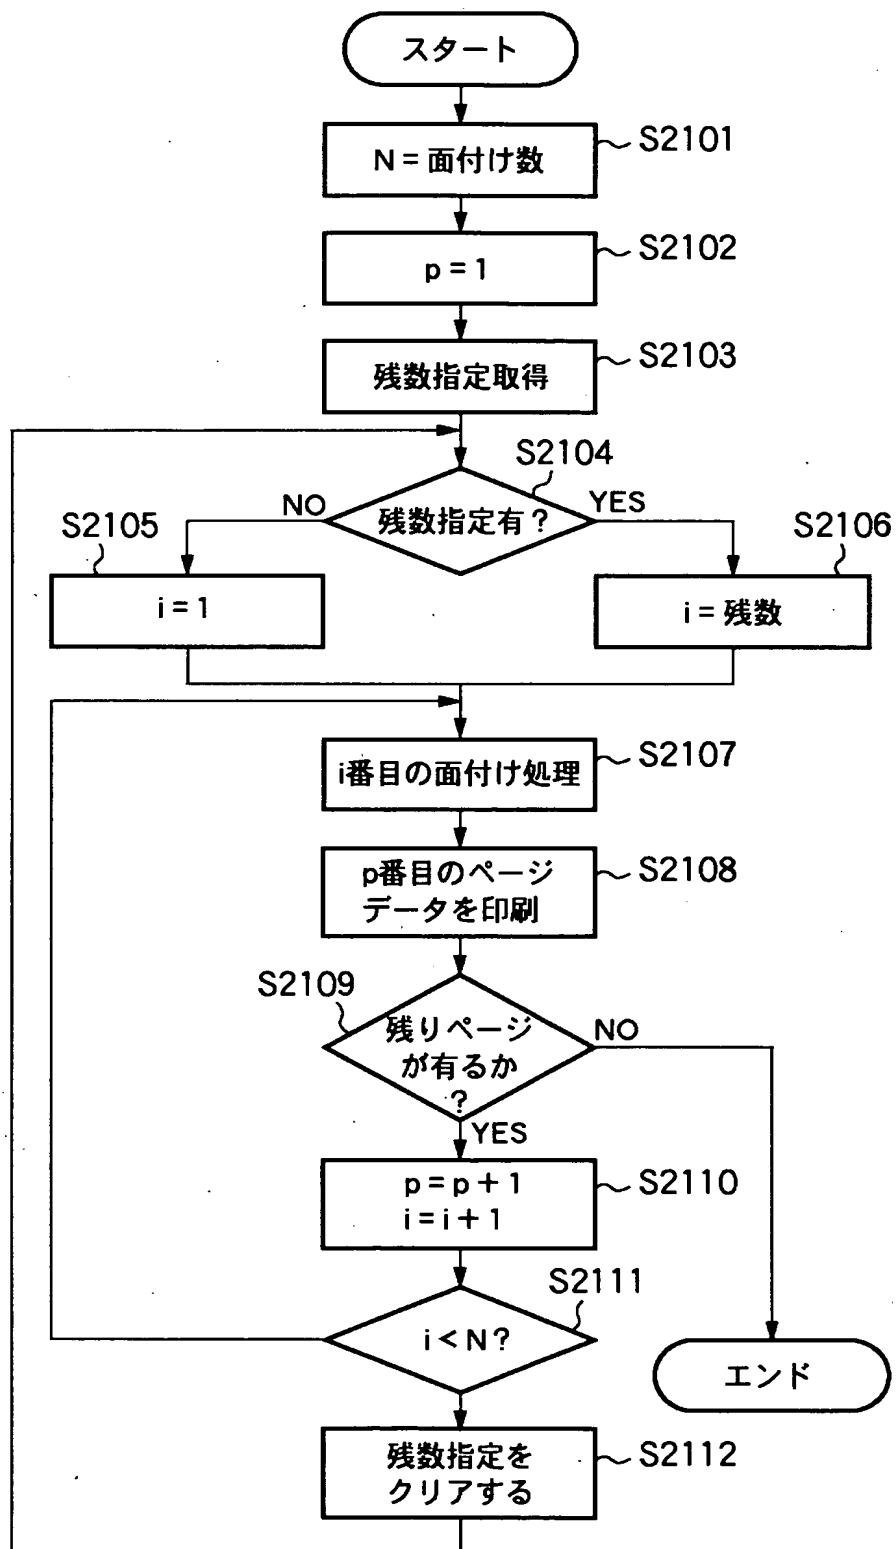 スタート
N = 面付け数
S2101
p = 1
S2102
残数指定取得
S2103
S2104
残数指定有？
NO
YES
S2105
i = 1
S2106
i = 残数
i番目の面付け処理
S2107
p番目のページ
データを印刷
S2108
S2109
残りページ
が有るか
？
NO
YES
p = p + 1
i = i + 1
S2110
S2111
i < N？
エンド
残数指定を
クリアする
S2112